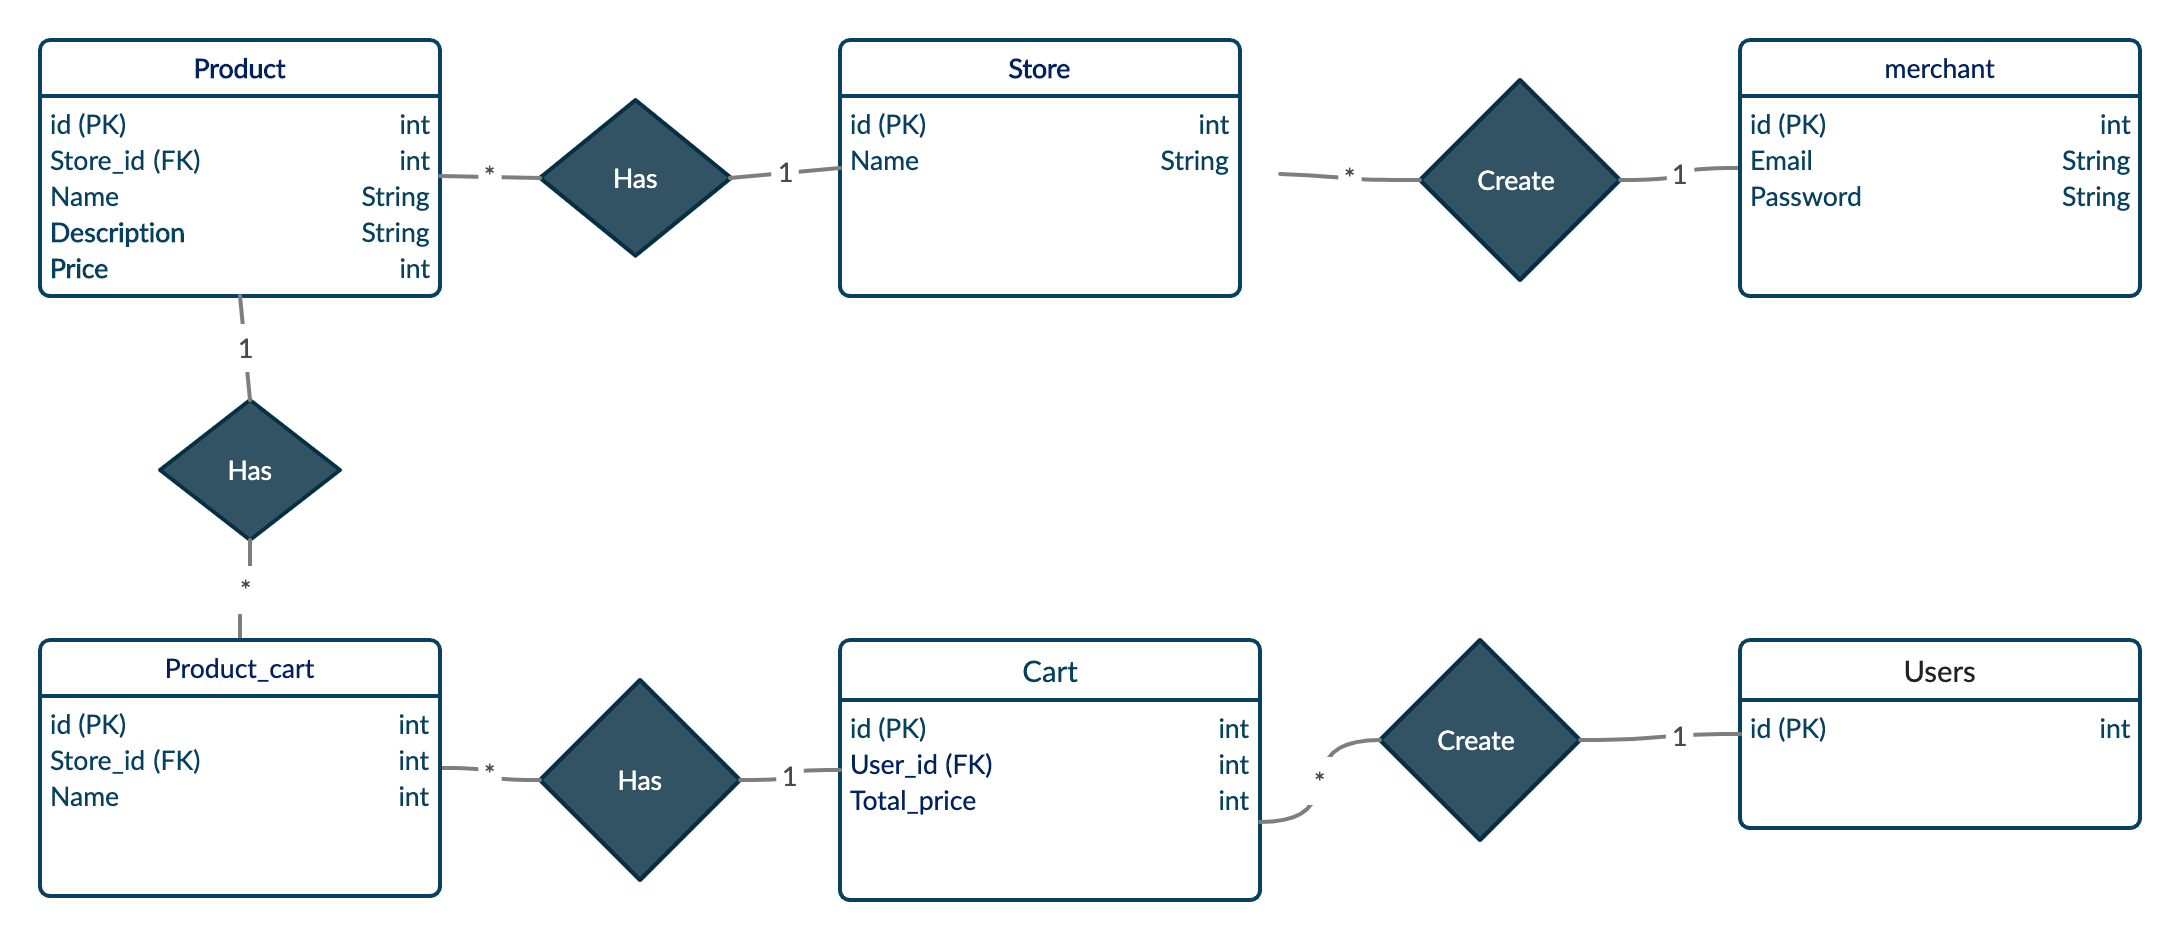 Product
id (PK) int
Store_id (FK) int
Name String
Description String
Price int
* Has 1
Store
id (PK) int
Name String
* Create 1
merchant
id (PK) int
Email String
Password String
1
Has
*
Product_cart
id (PK) int
Store_id (FK) int
Name int
* Has 1
Cart
id (PK) int
User_id (FK) int
Total_price int
* Create 1
Users
id (PK) int